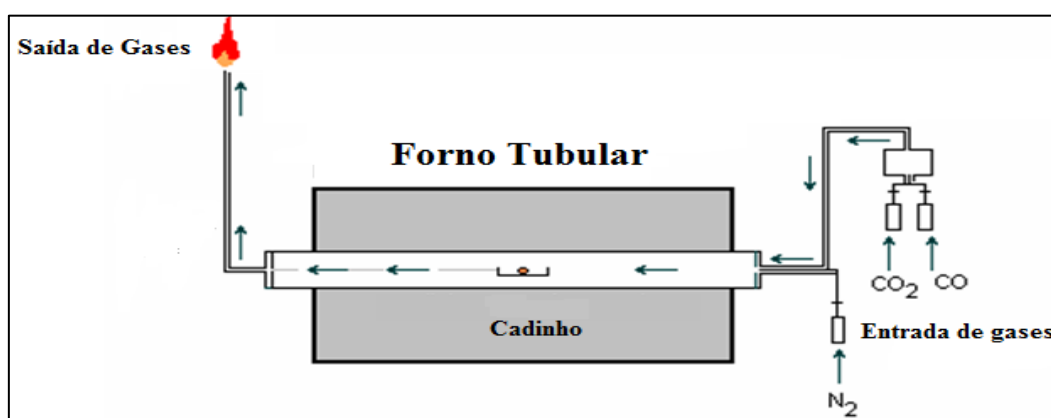 Saída de Gases
Forno Tubular
CO2 CO
Cadinho
Entrada de gases
N2